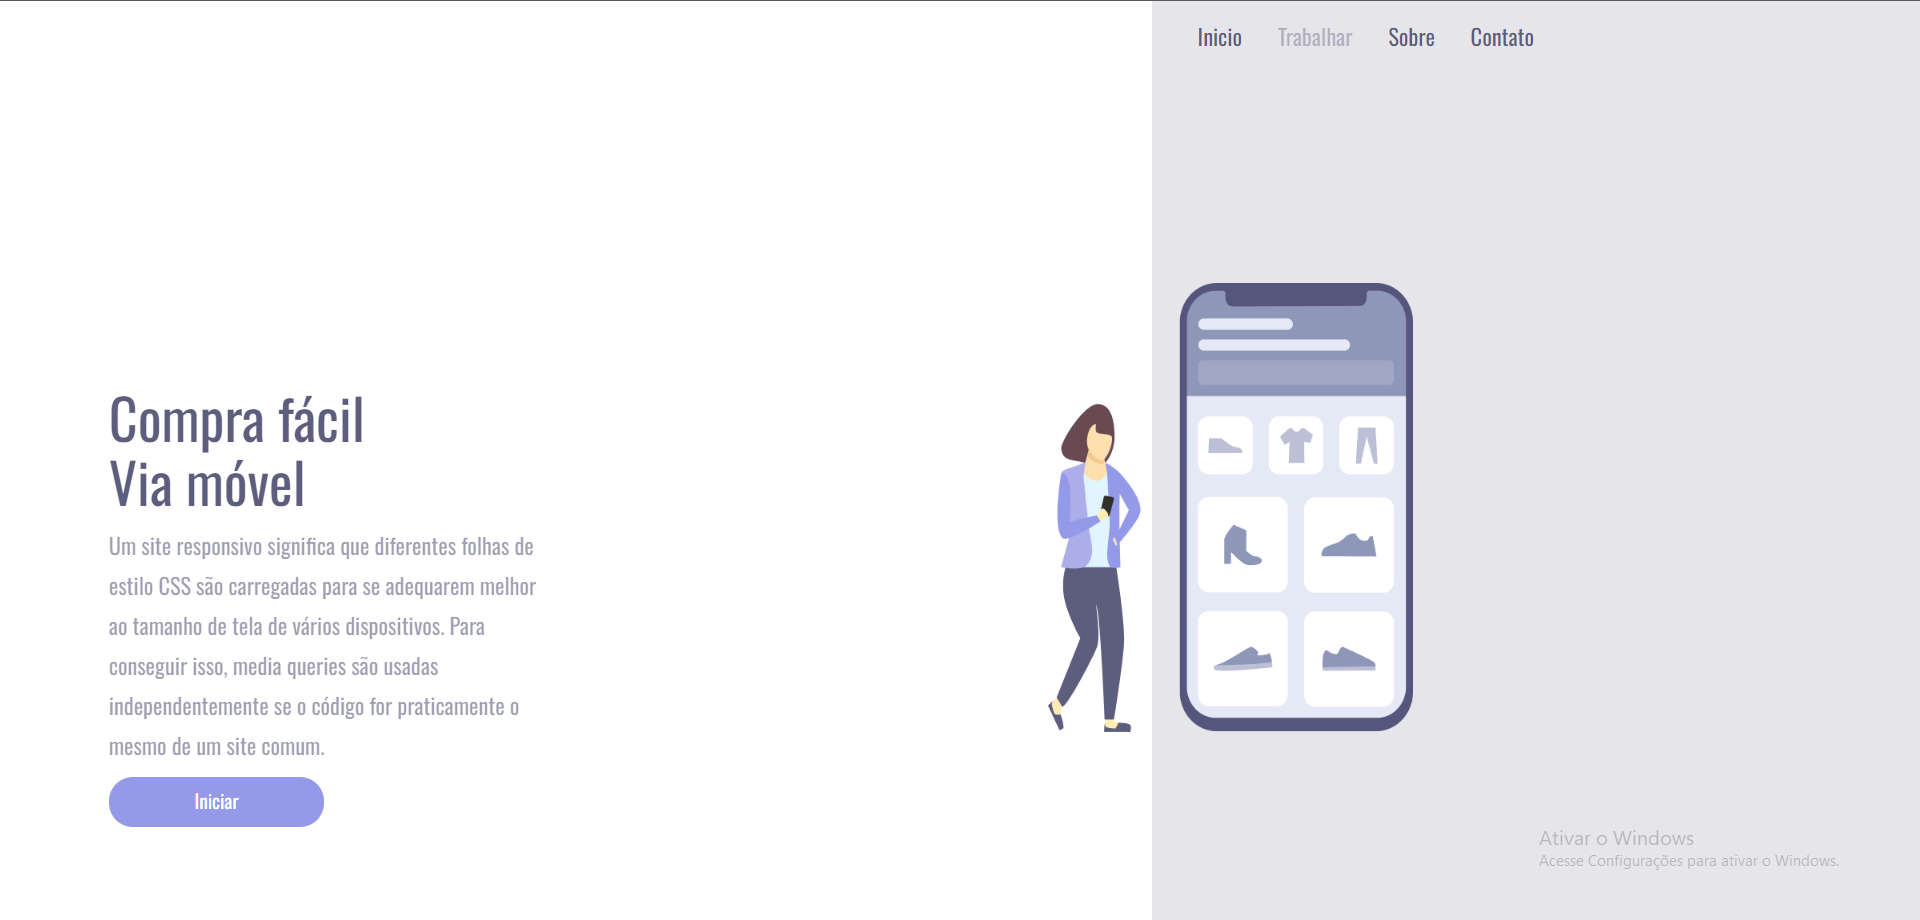 Inicio Trabalhar Sobre Contato
Compra fácil
Via móvel
Um site responsivo significa que diferentes folhas de
estilo CSS são carregadas para se adequarem melhor
ao tamanho de tela de vários dispositivos. Para
conseguir isso, media queries são usadas
independentemente se o código for praticamente o
mesmo de um site comum.
Iniciar
Ativar o Windows
Acesse Configurações para ativar o Windows.